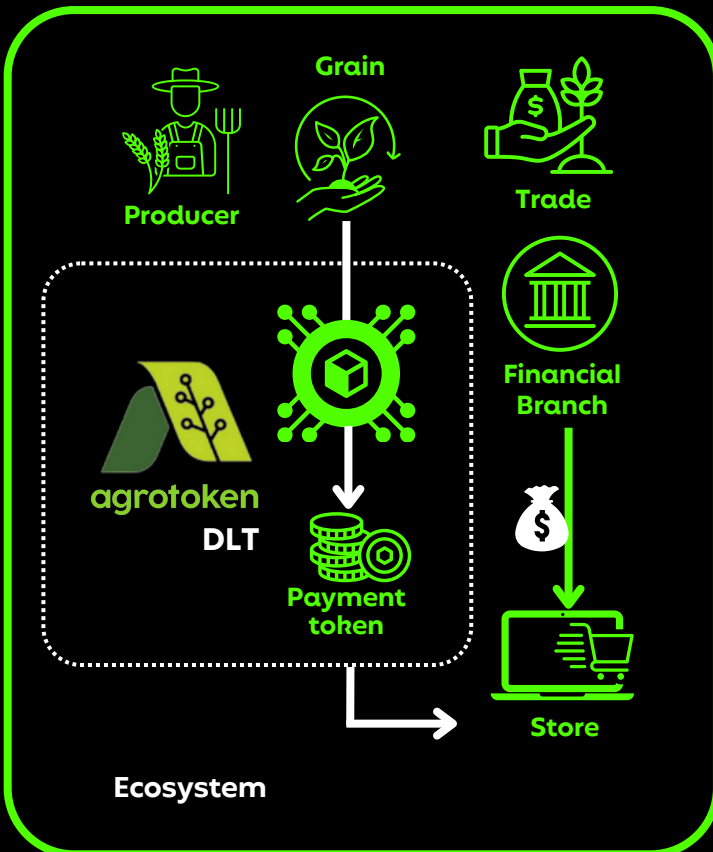 Grain
Producer
Trade
$
Financial
Branch
agrotoken
DLT
$
Payment
token
Store
Ecosystem